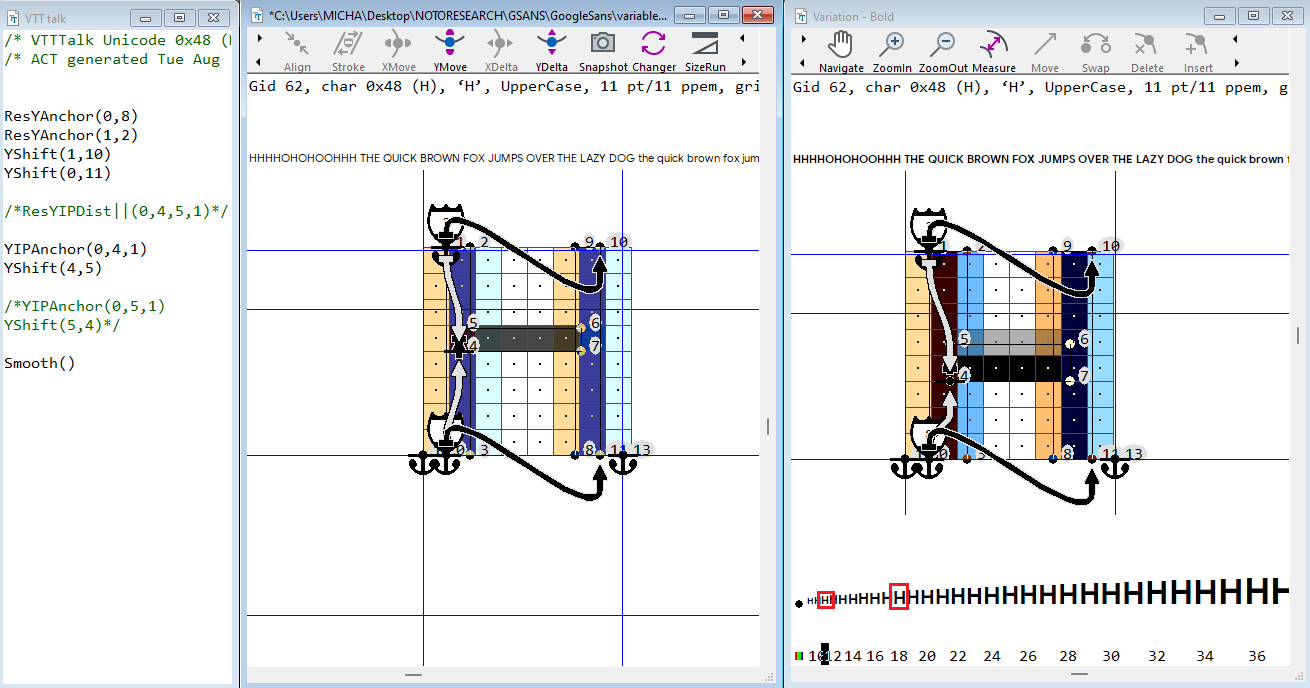 VTT talk
/* VTTTalk Unicode 0x48 (
/* ACT generated Tue Aug
ResYAnchor(0,8)
ResYAnchor(1,2)
YShift(1,10)
YShift(0,11)
/*ResYIPDist||(0,4,5,1)*/
YIPAnchor(0,4,1)
YShift(4,5)
/*YIPAnchor(0,5,1)
YShift(5,4)*/
Smooth()
*C:\Users\MICHA\Desktop\NOTORESEARCH\GSANS\GoogleSans\variable...
Align Stroke XMove YMove XDelta YDelta Snapshot Changer SizeRun
Gid 62, char 0x48 (H), ‘H’, UpperCase, 11 pt/11 ppem, gri
HHHHOHOHOOHHH THE QUICK BROWN FOX JUMPS OVER THE LAZY DOG the quick brown fox jum
1 2 9 10
5 6
4 7
0 3 8 11 13
Variation - Bold
Navigate ZoomIn ZoomOut Measure Move Swap Delete Insert
Gid 62, char 0x48 (H), ‘H’, UpperCase, 11 pt/11 ppem, g
HHHHOHOHOOHHH THE QUICK BROWN FOX JUMPS OVER THE LAZY DOG the quick brown
1 2 9 10
5 6
4 7
0 3 8 11 13
HHHHHHHHHHHHHHHHHHHHHHHHHHH
10 12 14 16 18 20 22 24 26 28 30 32 34 36